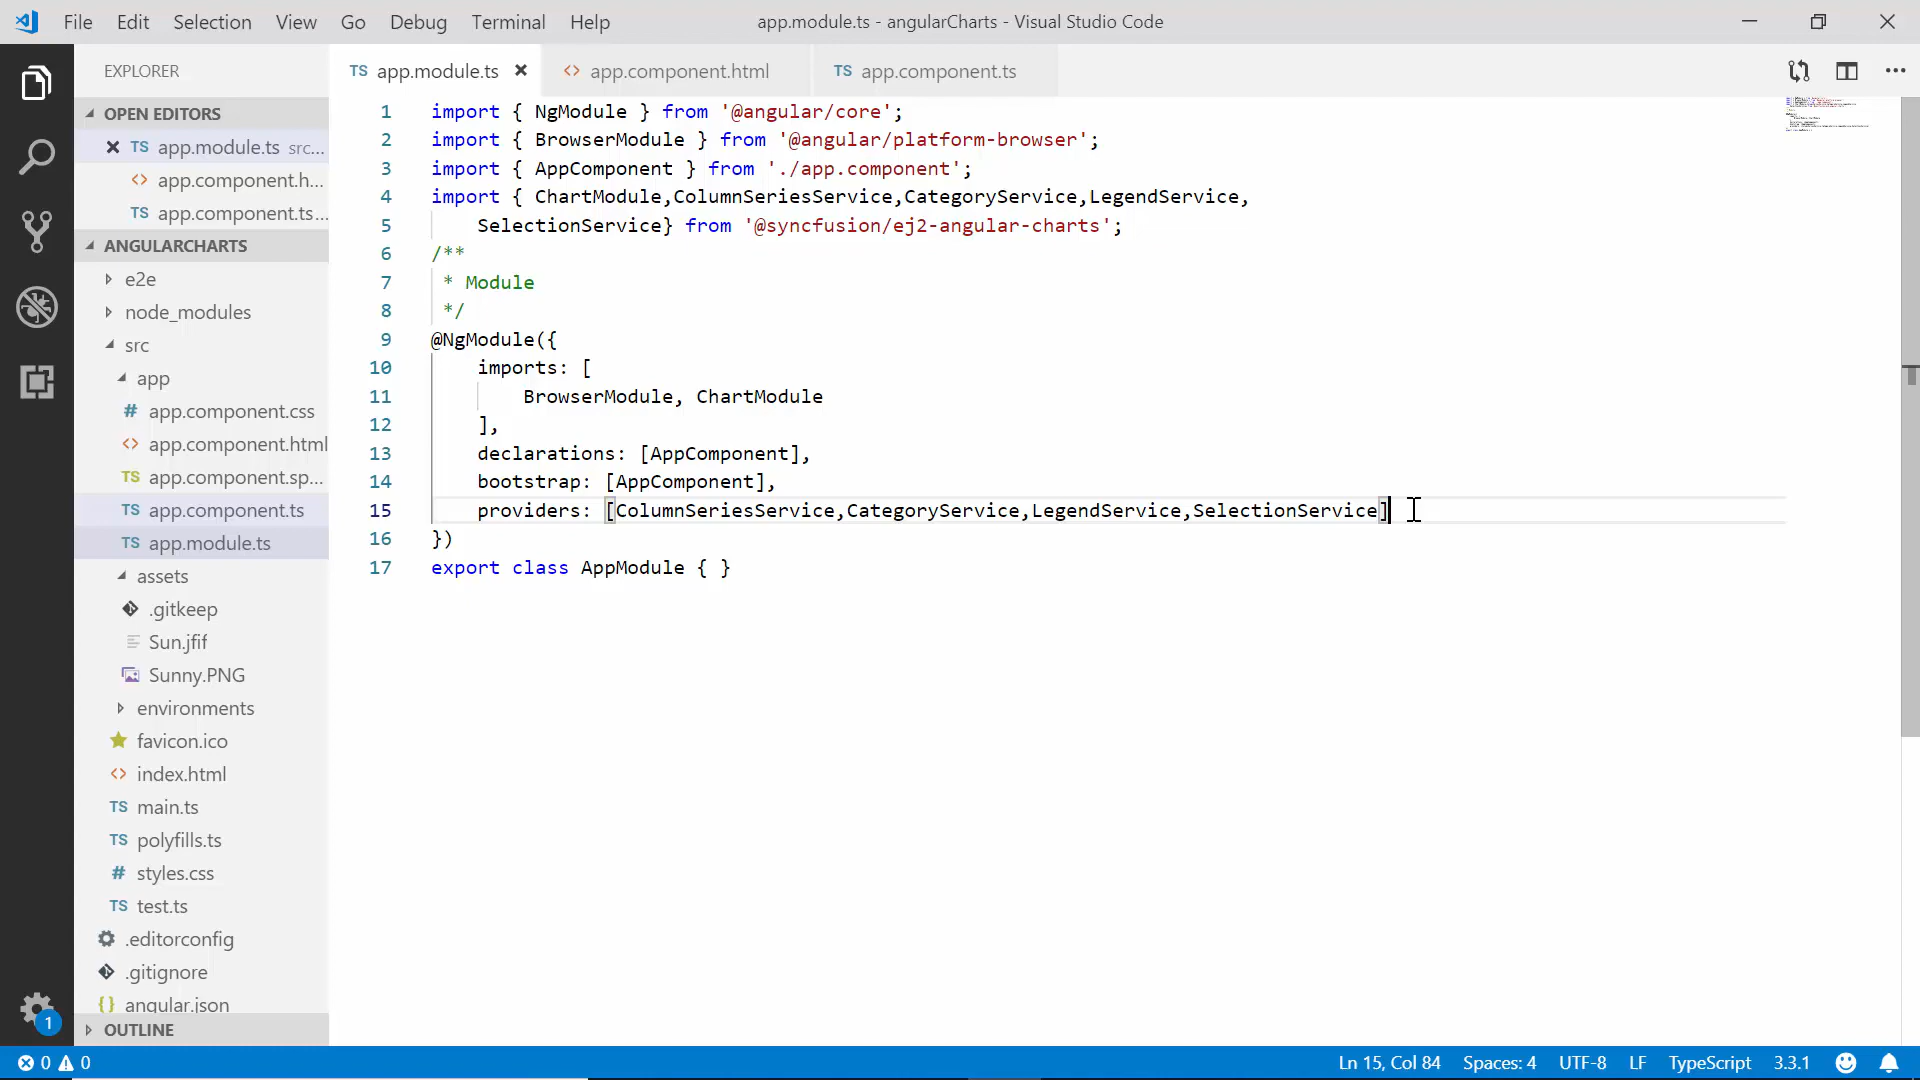 File Edit Selection View Go Debug Terminal Help
app.module.ts - angularCharts - Visual Studio Code
EXPLORER
OPEN EDITORS
TS app.module.ts src...
<> app.component.h...
TS app.component.ts...
ANGULARCHARTS
e2e
node_modules
src
app
# app.component.css
<> app.component.html
TS app.component.sp...
TS app.component.ts
TS app.module.ts
assets
.gitkeep
Sun.jfif
Sunny.PNG
environments
favicon.ico
<> index.html
TS main.ts
TS polyfills.ts
# styles.css
TS test.ts
.editorconfig
.gitignore
{} angular.json
OUTLINE
1
TS app.module.ts
<> app.component.html
TS app.component.ts
1 import { NgModule } from '@angular/core';
2 import { BrowserModule } from '@angular/platform-browser';
3 import { AppComponent } from './app.component';
4 import { ChartModule,ColumnSeriesService,CategoryService,LegendService,
5 SelectionService} from '@syncfusion/ej2-angular-charts';
6 /**
7 * Module
8 */
9 @NgModule({
10 imports: [
11 BrowserModule, ChartModule
12 ],
13 declarations: [AppComponent],
14 bootstrap: [AppComponent],
15 providers: [ColumnSeriesService,CategoryService,LegendService,SelectionService]
16 })
17 export class AppModule { }
0 0
Ln 15, Col 84 Spaces: 4 UTF-8 LF TypeScript 3.3.1